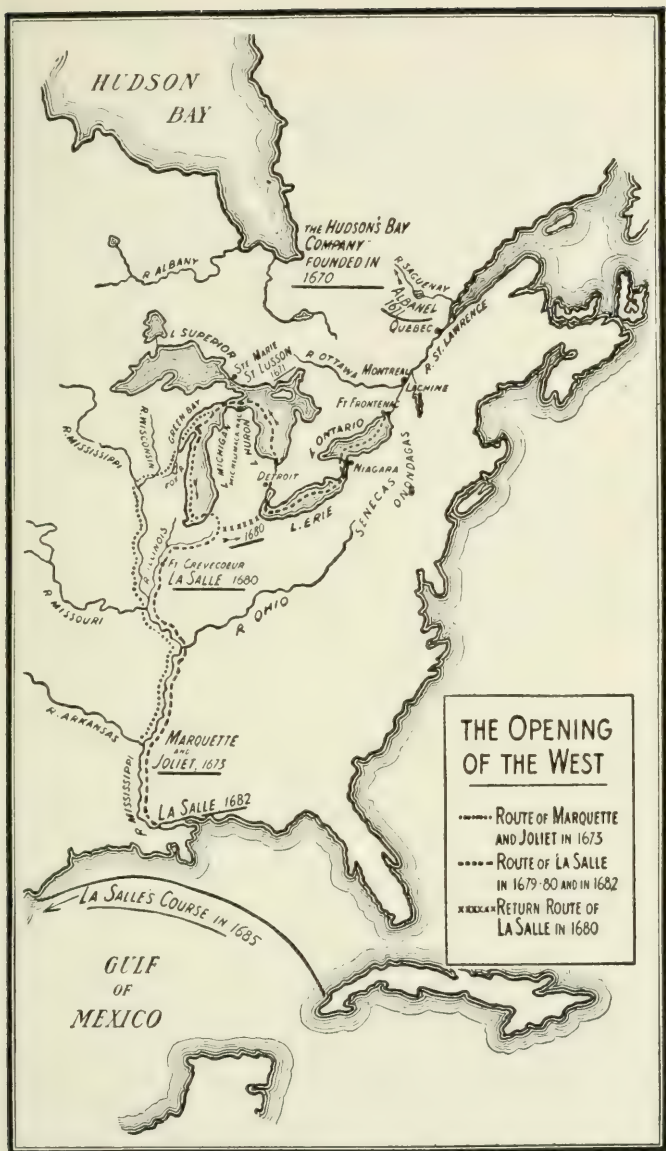 HUDSON
BAY
THE HUDSON'S BAY
COMPANY
FOUNDED IN
1670
R. ALBANY
R. SAGUENAY
ALBANEL
1671
QUEBEC
R. ST. LAWRENCE
L. SUPERIOR
STE MARIE
ST LUSSON
1671
R. OTTAWA
MONTREAL
LACHINE
FT FRONTENAC
R. MISSISSIPPI
R. WISCONSIN
GREEN BAY
FOX R.
L. MICHIGAN
MICHILIMACKINAC
L. HURON
L. ONTARIO
DETROIT
NIAGARA
L. ERIE
SENECAS
ONONDAGAS
1680
R. ILLINOIS
FT CREVECOEUR
LA SALLE 1680
R. MISSOURI
R. OHIO
R. ARKANSAS
MARQUETTE
AND
JOLIET, 1673
R. MISSISSIPPI
LA SALLE 1682
LA SALLE'S COURSE IN 1685
GULF
OF
MEXICO
THE OPENING
OF THE WEST
ROUTE OF MARQUETTE
AND JOLIET IN 1673
ROUTE OF LA SALLE
IN 1679-80 AND IN 1682
RETURN ROUTE OF
LA SALLE IN 1680